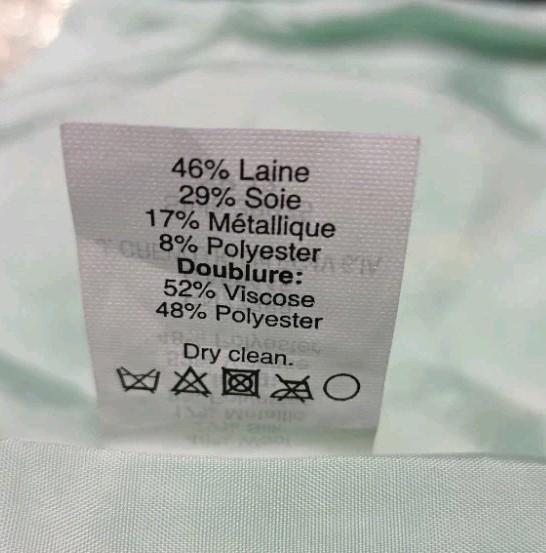 46% Laine
29% Soie
17% Métallique
8% Polyester
Doublure:
52% Viscose
48% Polyester
Dry clean.